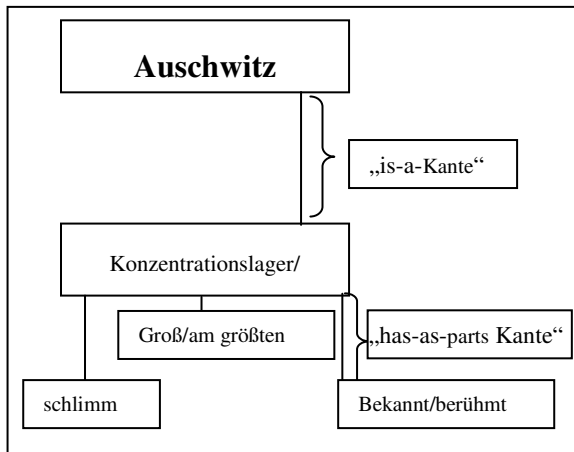 Auschwitz
„is-a-Kante“
Konzentrationslager/
Groß/am größten
„has-as-parts Kante“
schlimm
Bekannt/berühmt